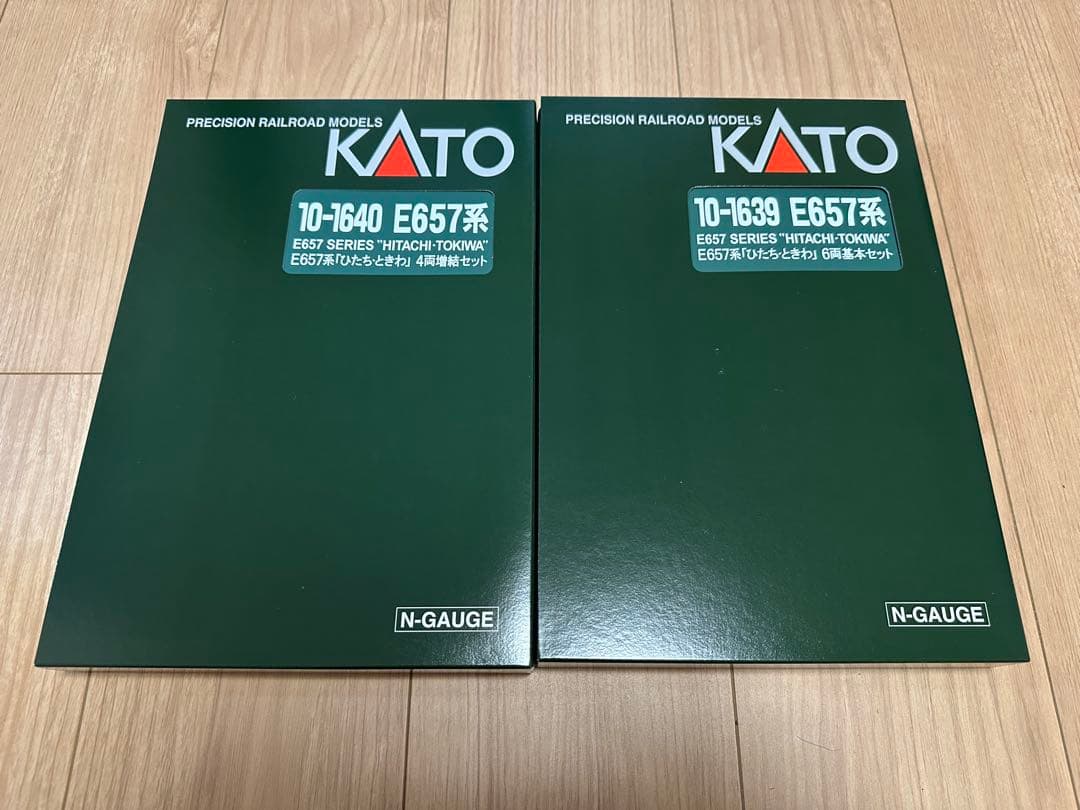 PRECISION RAILROAD MODELS
KATO
10-1640 E657系
E657 SERIES "HITACHI·TOKIWA"
E657系「ひたち·ときわ」 4両増結セット
N-GAUGE
PRECISION RAILROAD MODELS
KATO
10-1639 E657系
E657 SERIES "HITACHI·TOKIWA"
E657系「ひたち·ときわ」 6両基本セット
N-GAUGE